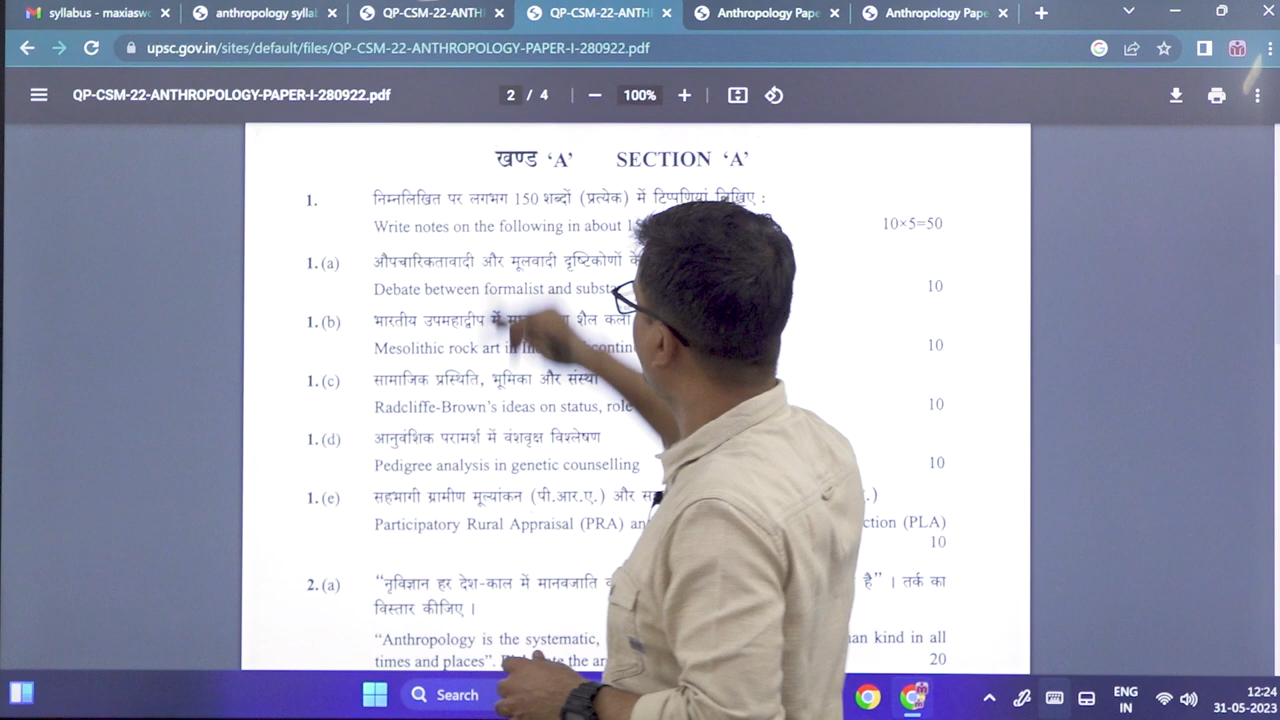 syllabus - maxiasw
anthropology syllal
QP-CSM-22-ANTH
QP-CSM-22-ANTH
Anthropology Pape
Anthropology Pape
upsc.gov.in/sites/default/files/QP-CSM-22-ANTHROPOLOGY-PAPER-I-280922.pdf
QP-CSM-22-ANTHROPOLOGY-PAPER-I-280922.pdf 2 / 4 100%
खण्ड ‘A’ SECTION ‘A’
1. निम्नलिखित पर लगभग 150 शब्दों (प्रत्येक) में टिप्पणियां लिखिए :
Write notes on the following in about 10×5=50
1.(a) औपचारिकतावादी और मूलवादी दृष्टिकोणों के
Debate between formalist and 10
1.(b) भारतीय उपमहाद्वीप में शैल कला
Mesolithic rock art in 10
1.(c) सामाजिक प्रस्थिति, भूमिका और संस्था
Radcliffe-Brown’s ideas on status, role 10
1.(d) आनुवंशिक परामर्श में वंशवृक्ष विश्लेषण
Pedigree analysis in genetic counselling 10
1.(e) सहभागी ग्रामीण मूल्यांकन (पी.आर.ए.) और .)
Participatory Rural Appraisal (PRA) ction (PLA)
10
2.(a) “नृविज्ञान हर देश-काल में मानवजाति है” । तर्क का
विस्तार कीजिए ।
“Anthropology is the systematic, kind in all
times and places”. the 20
Search
ENG
IN
12:24
31-05-2023